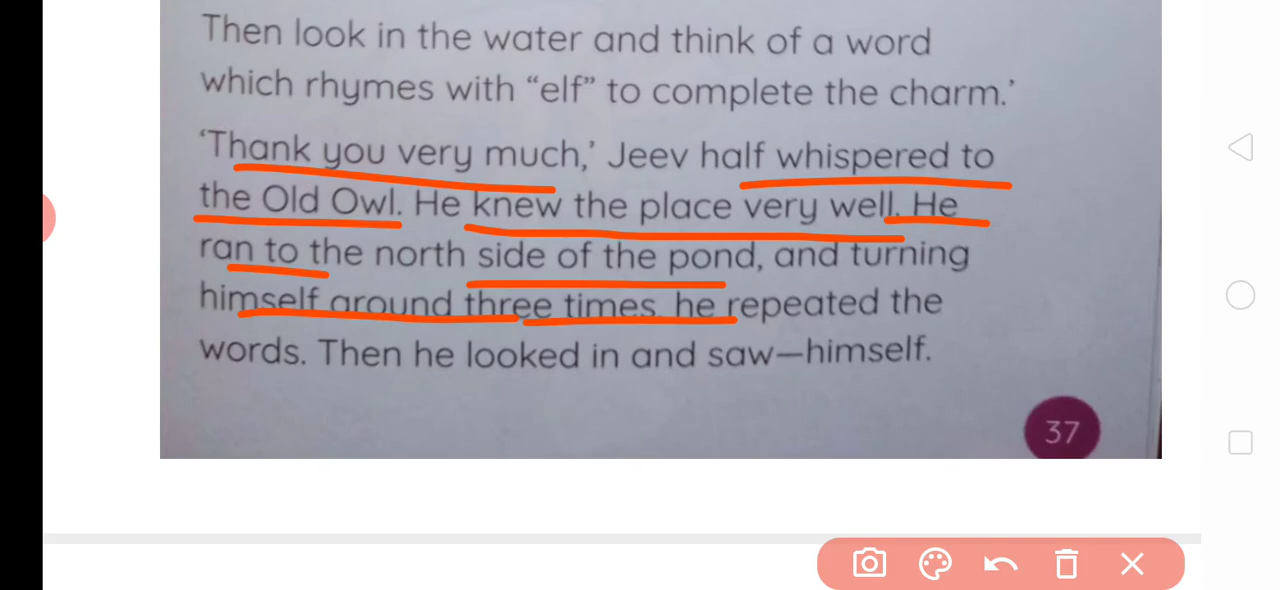 Then look in the water and think of a word
which rhymes with “elf” to complete the charm.’
‘Thank you very much,’ Jeev half whispered to
the Old Owl. He knew the place very well. He
ran to the north side of the pond, and turning
himself around three times, he repeated the
words. Then he looked in and saw—himself.
37